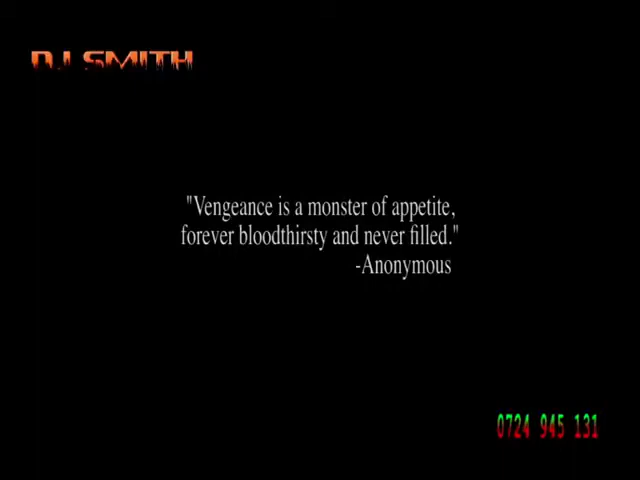 DJ SMITH
"Vengeance is a monster of appetite,
forever bloodthirsty and never filled."
-Anonymous
0724 945 131